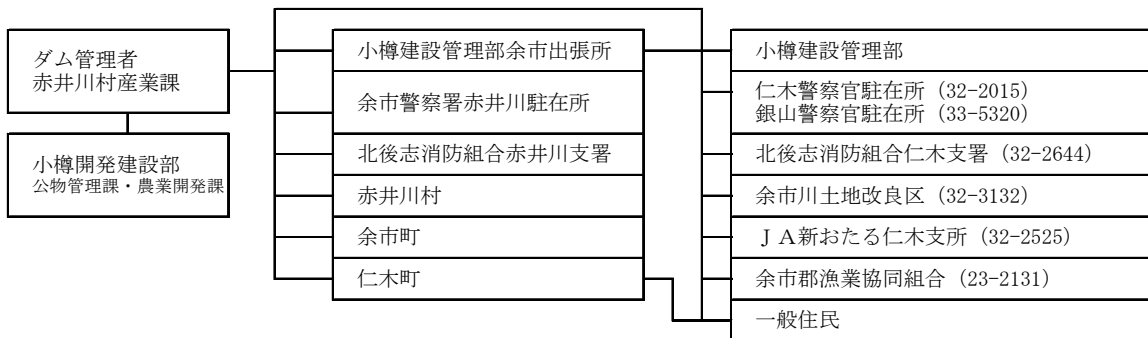 ダム管理者
赤井川村産業課
小樽開発建設部
公物管理課・農業開発課
小樽建設管理部余市出張所
余市警察署赤井川駐在所
北後志消防組合赤井川支署
赤井川村
余市町
仁木町
小樽建設管理部
仁木警察官駐在所（32-2015）
銀山警察官駐在所（33-5320）
北後志消防組合仁木支署（32-2644）
余市川土地改良区（32-3132）
ＪＡ新おたる仁木支所（32-2525）
余市郡漁業協同組合（23-2131）
一般住民